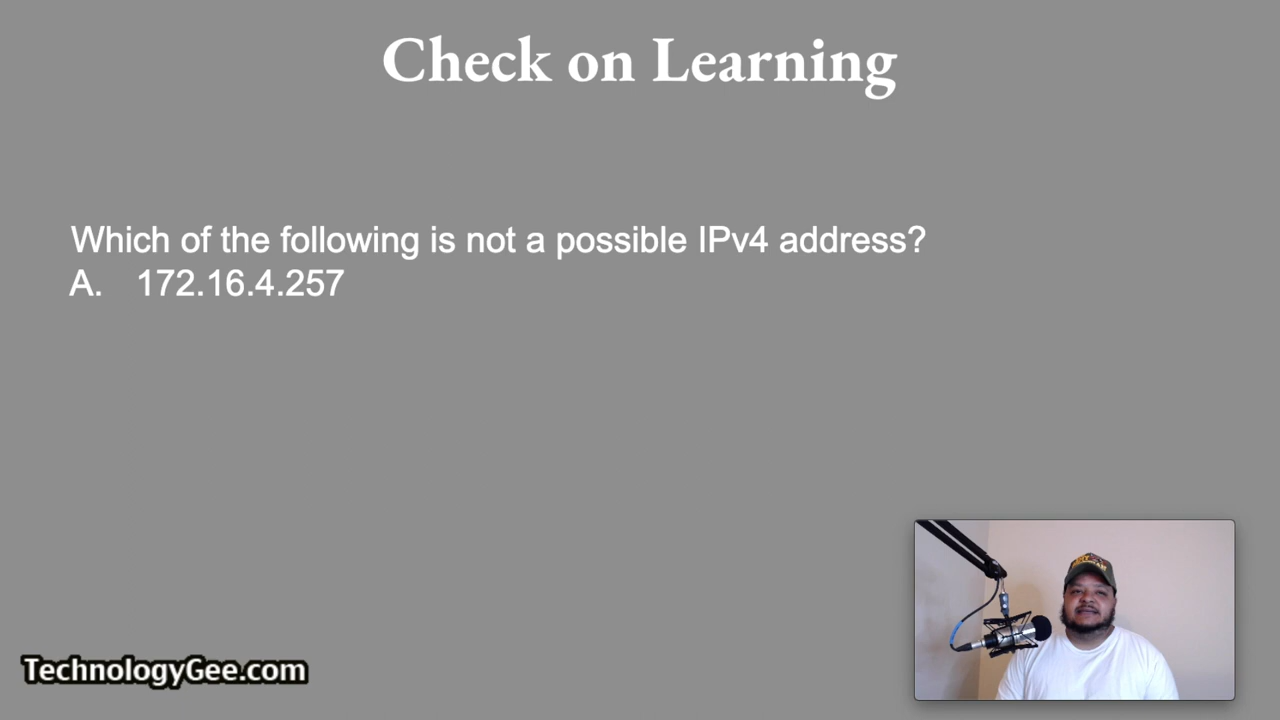 Check on Learning
Which of the following is not a possible IPv4 address?
A. 172.16.4.257
TechnologyGee.com